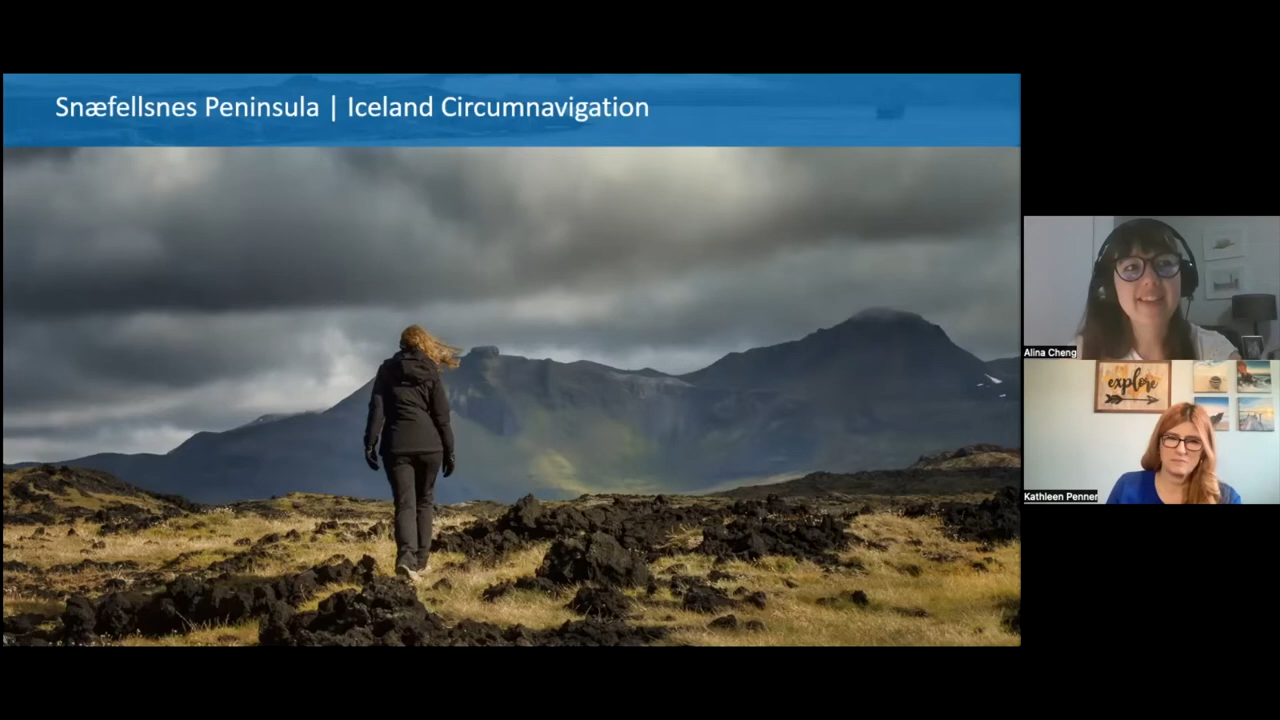 Snæfellsnes Peninsula | Iceland Circumnavigation
Alina Cheng
explore
Kathleen Penner